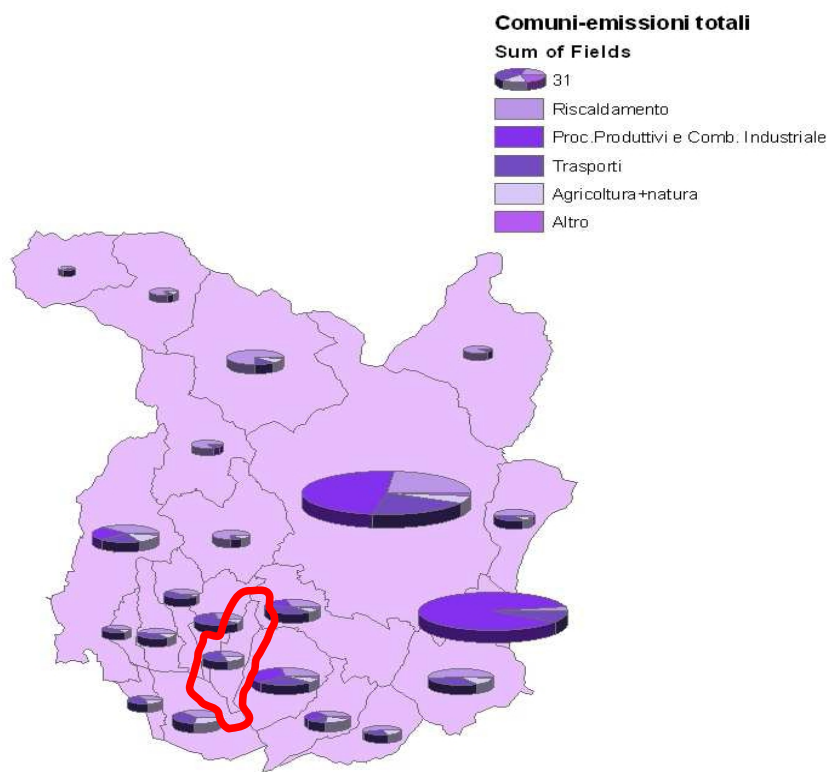 Comuni-emissioni totali
Sum of Fields
31
Riscaldamento
Proc.Produttivi e Comb. Industriale
Trasporti
Agricoltura+natura
Altro